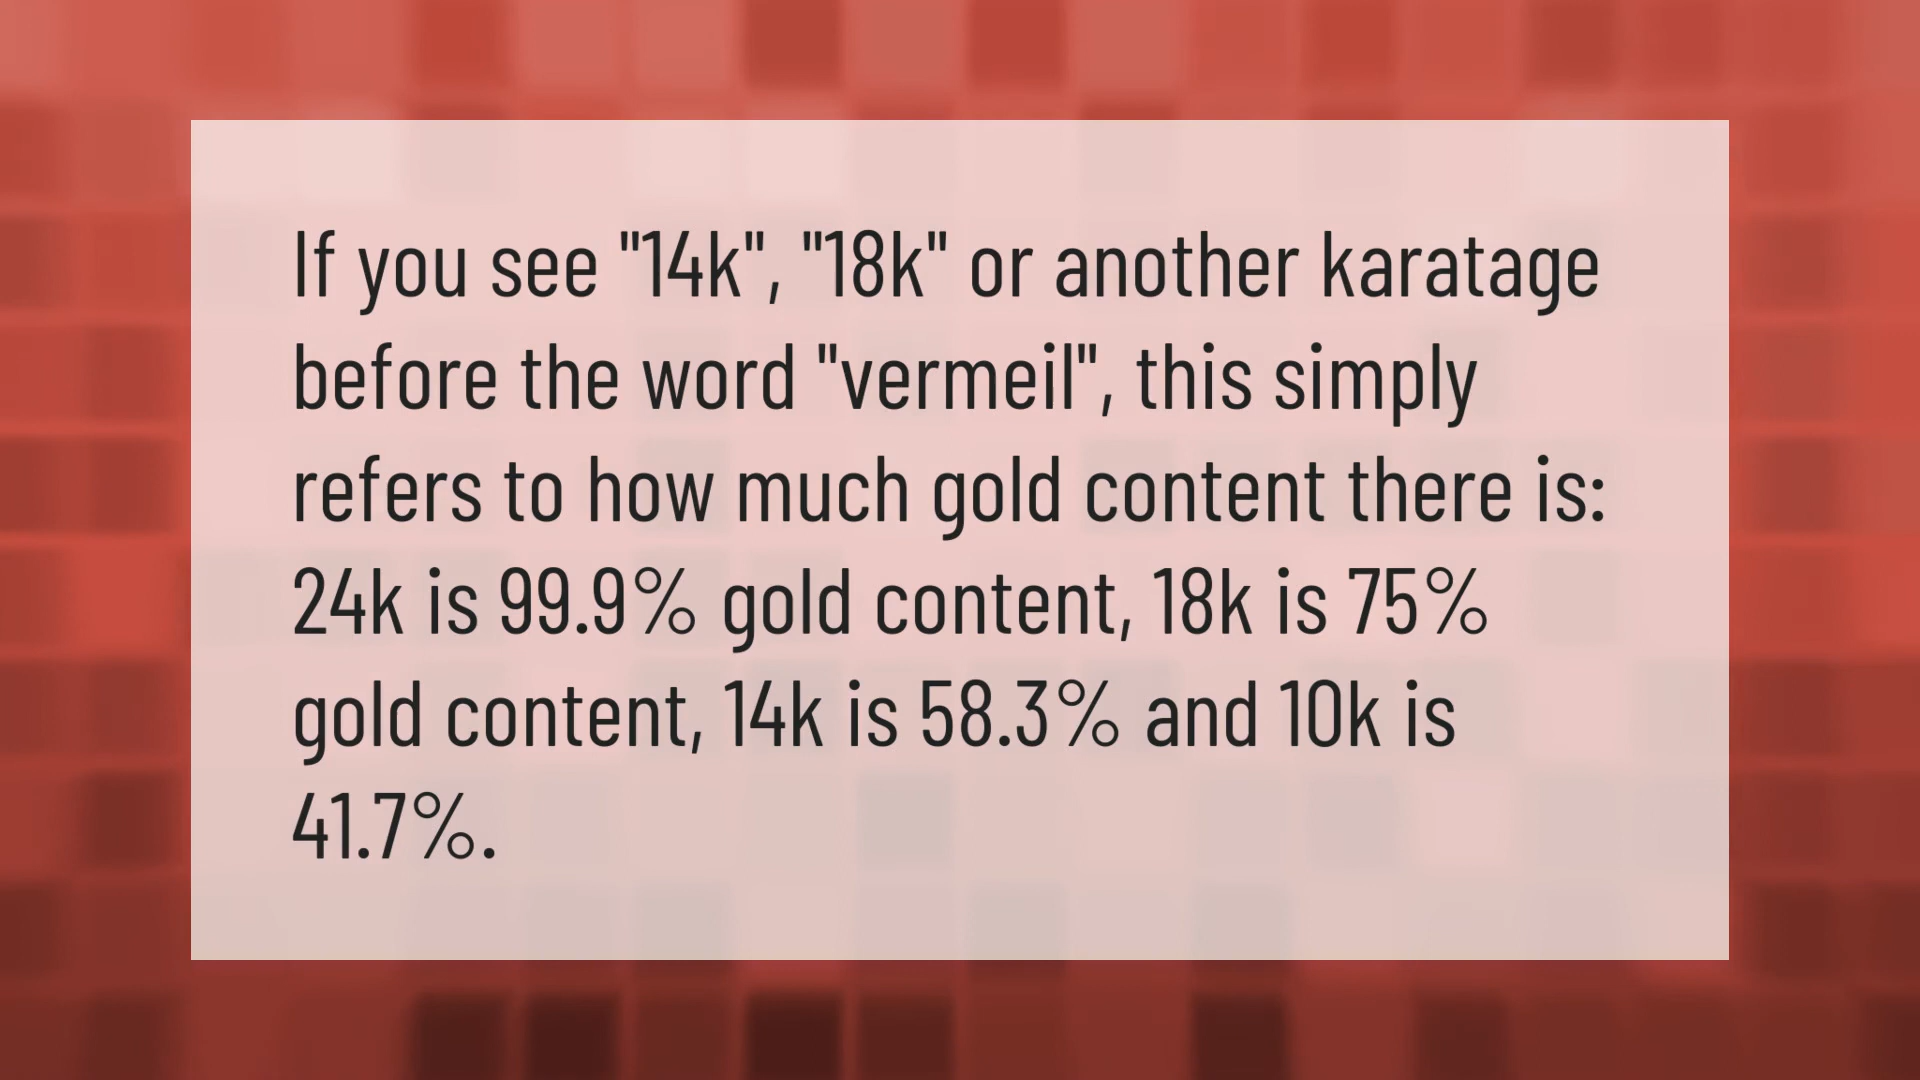 If you see "14k", "18k" or another karatage
before the word "vermeil", this simply
refers to how much gold content there is:
24k is 99.9% gold content, 18k is 75%
gold content, 14k is 58.3% and 10k is
41.7%.